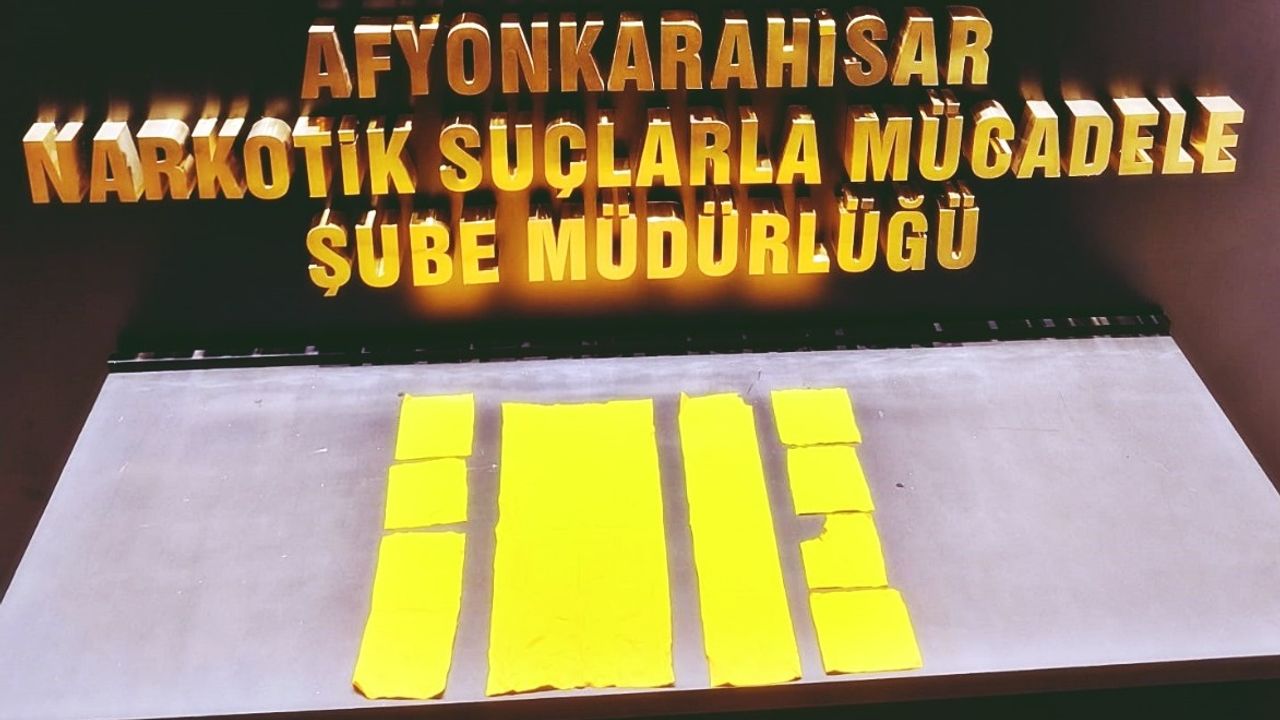 AFYONKARAHİSAR
NARKOTİK SUÇLARLA MÜCADELE
ŞUBE MÜDÜRLÜĞÜ